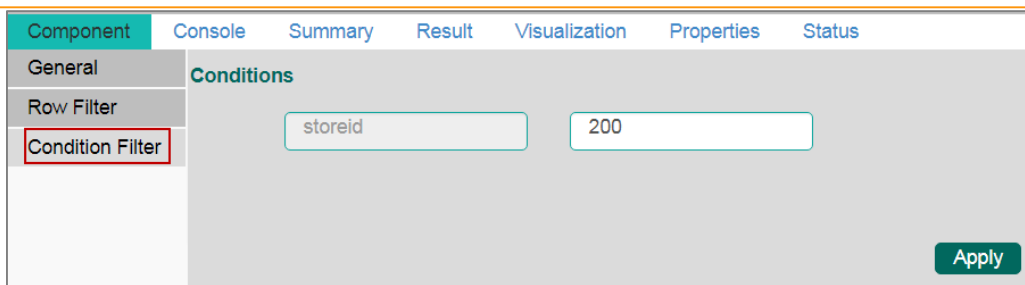 Component Console Summary Result Visualization Properties Status
General
Conditions
Row Filter
storeid 200
Condition Filter
Apply